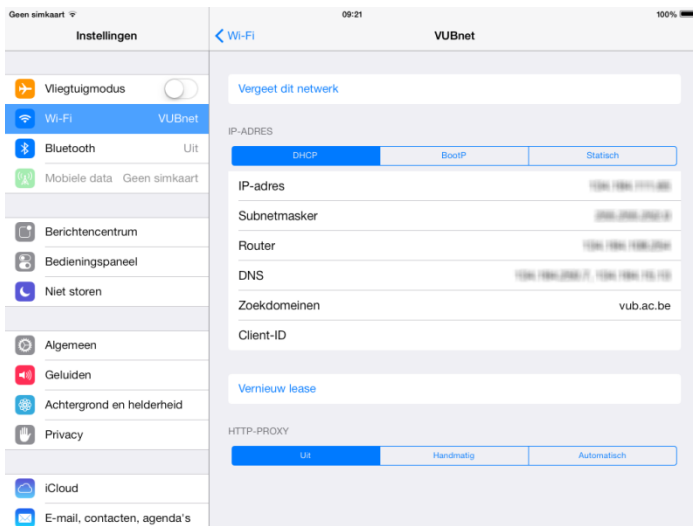 Geen simkaart 09:21 100%
Instellingen
Wi-Fi VUBnet
Vliegtuigmodus
Wi-Fi VUBnet
Bluetooth Uit
Mobiele data Geen simkaart
Berichtencentrum
Bedieningspaneel
Niet storen
Algemeen
Geluiden
Achtergrond en helderheid
Privacy
iCloud
E-mail, contacten, agenda's
Vergeet dit netwerk
IP-ADRES
DHCP BootP Statisch
IP-adres
Subnetmasker
Router
DNS
Zoekdomeinen vub.ac.be
Client-ID
Vernieuw lease
HTTP-PROXY
Uit Handmatig Automatisch